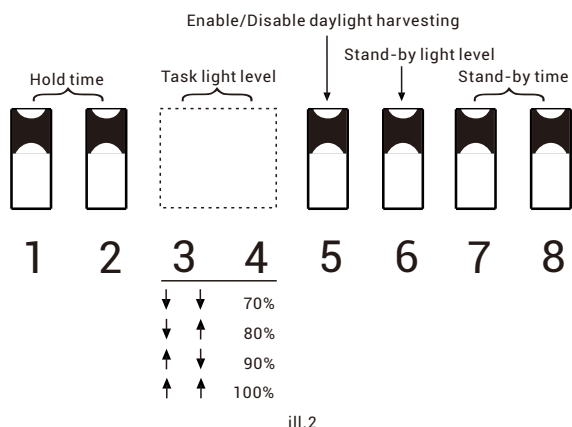 Enable/Disable daylight harvesting
Stand-by light level
Hold time Task light level Stand-by time
1 2 3 4 5 6 7 8
↓ ↓ 70%
↓ ↑ 80%
↑ ↓ 90%
↑ ↑ 100%
ill.2